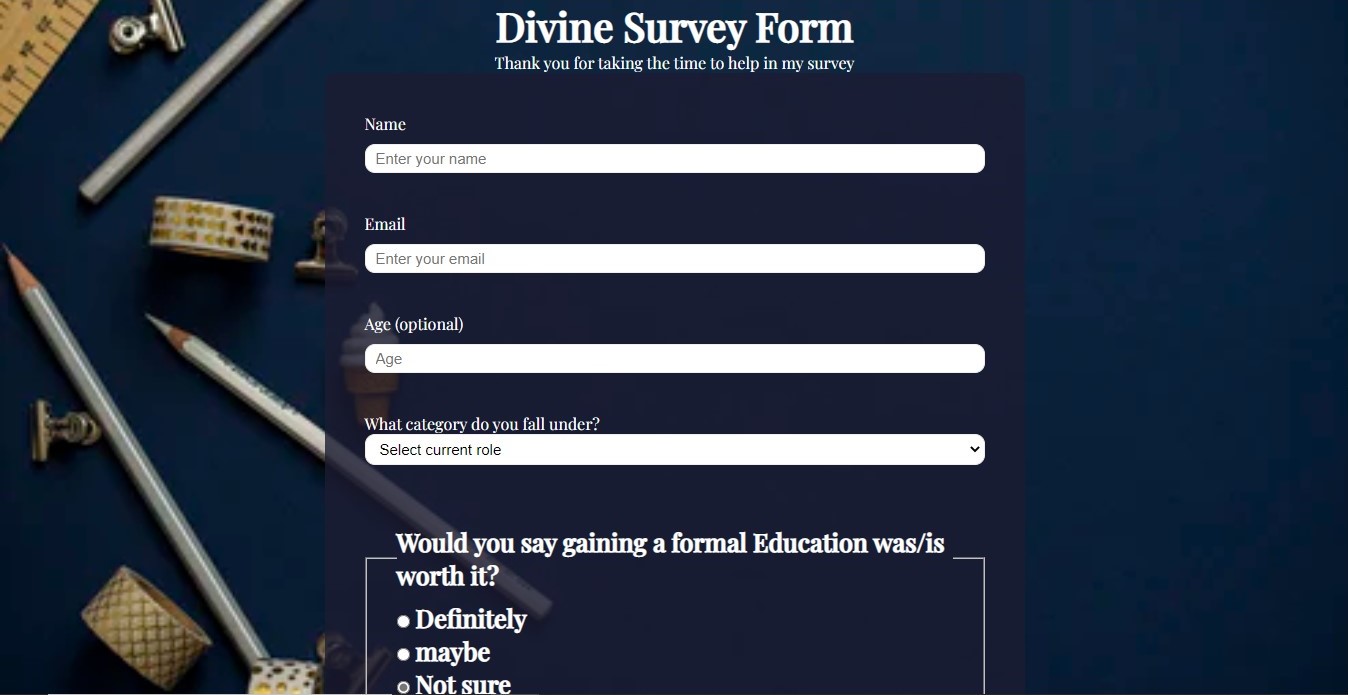 Divine Survey Form
Thank you for taking the time to help in my survey
Name
Enter your name
Email
Enter your email
Age (optional)
Age
What category do you fall under?
Select current role
Would you say gaining a formal Education was/is
worth it?
Definitely
maybe
Not sure